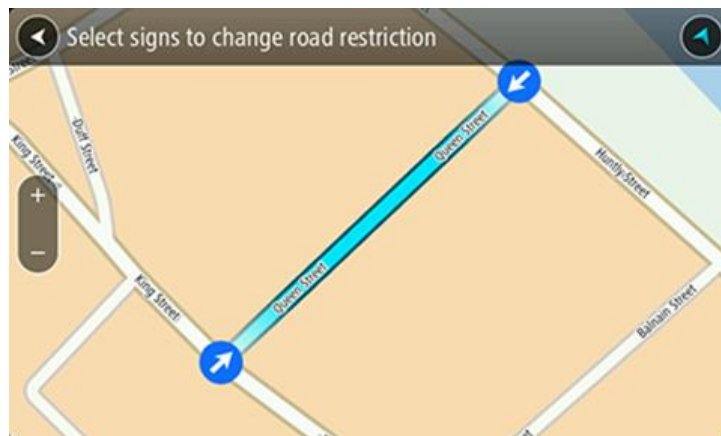 Select signs to change road restriction
Street
Duff Street
Queen Street
King Street
Huntly Street
+
−
Queen Street
King Street
Balnain Street